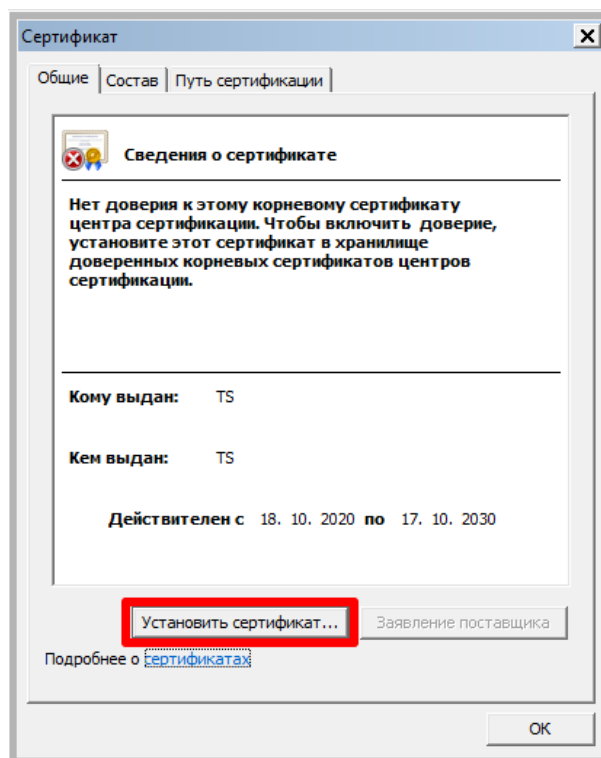 Сертификат
Общие Состав Путь сертификации
Сведения о сертификате
Нет доверия к этому корневому сертификату
центра сертификации. Чтобы включить доверие,
установите этот сертификат в хранилище
доверенных корневых сертификатов центров
сертификации.
Кому выдан: TS
Кем выдан: TS
Действителен с 18. 10. 2020 по 17. 10. 2030
Установить сертификат... Заявление поставщика
Подробнее о сертификатах
ОК